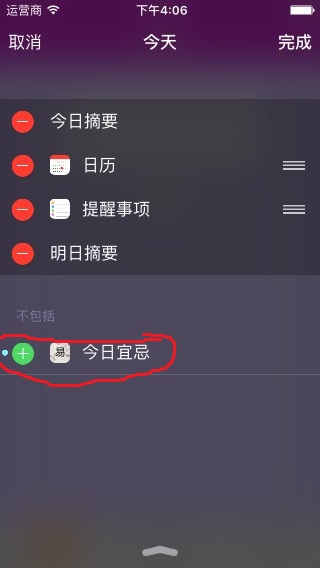 运营商 下午4:06
取消 今天 完成
今日摘要
日历
提醒事项
明日摘要
不包括
易 今日宜忌